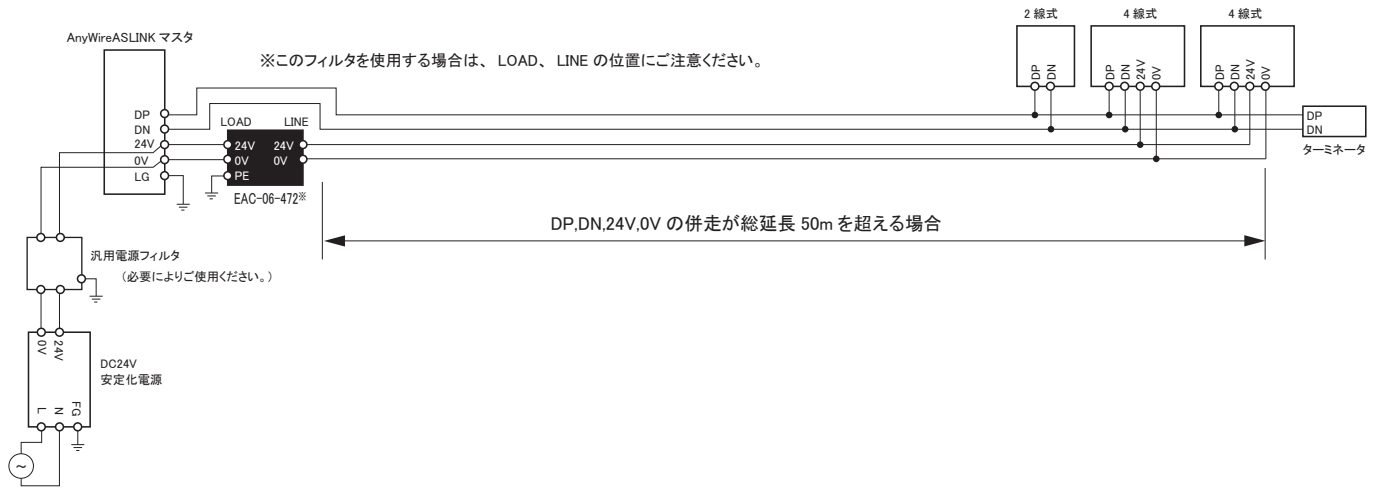 AnyWireASLINK マスタ
※このフィルタを使用する場合は、 LOAD、 LINE の位置にご注意ください。
2 線式
4 線式
4 線式
DP
DN
DP
DN
24V
0V
DP
DN
24V
0V
DP
DN
24V
0V
LG
LOAD
LINE
24V
24V
0V
0V
PE
EAC-06-472※
DP
DN
ターミネータ
DP,DN,24V,0V の併走が総延長 50m を超える場合
汎用電源フィルタ
（必要によりご使用ください。）
0V
24V
DC24V
安定化電源
L
N
FG
~